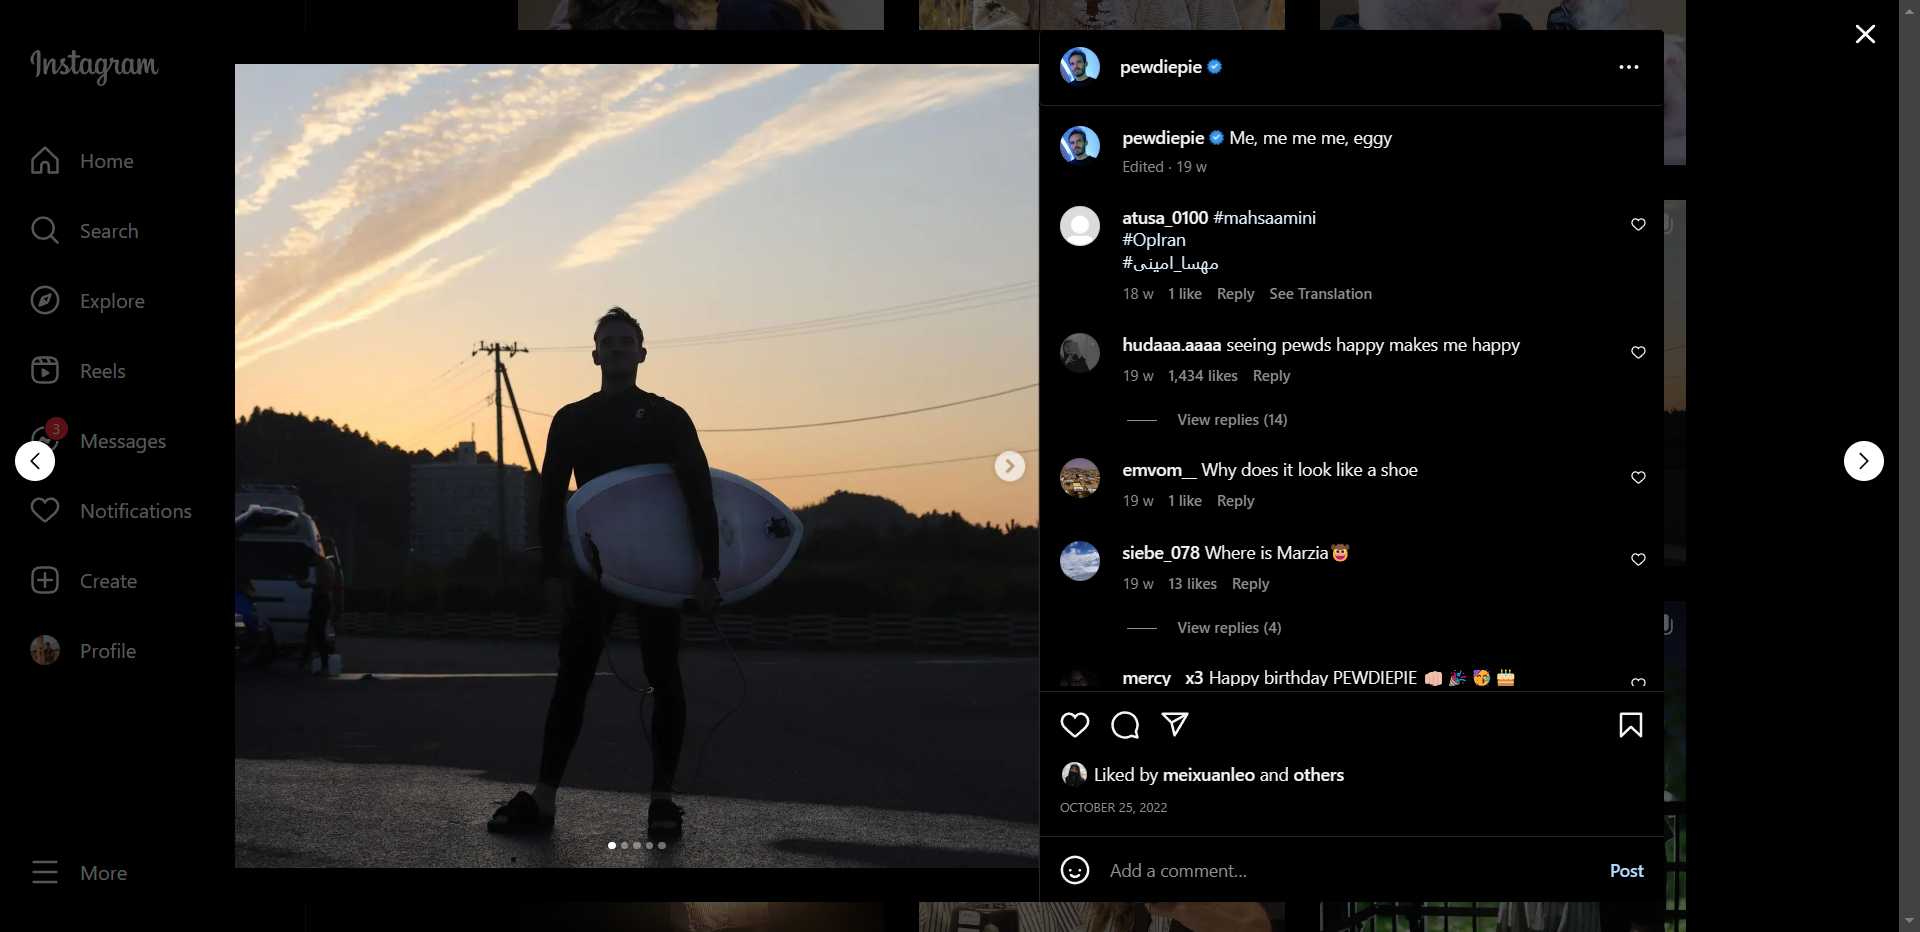 Instagram
Home
Search
Explore
Reels
3
Messages
Notifications
Create
Profile
More
pewdiepie
pewdiepie Me, me me me, eggy
Edited · 19 w
atusa_0100 #mahsaamini
#OpIran
#مهسا_امینی
18 w 1 like Reply See Translation
hudaaa.aaaa seeing pewds happy makes me happy
19 w 1,434 likes Reply
View replies (14)
emvom__ Why does it look like a shoe
19 w 1 like Reply
siebe_078 Where is Marzia🤠
19 w 13 likes Reply
View replies (4)
mercy__x3 Happy birthday PEWDIEPIE 👊🏻🎉🥳🎂
Liked by meixuanleo and others
OCTOBER 25, 2022
Add a comment...
Post